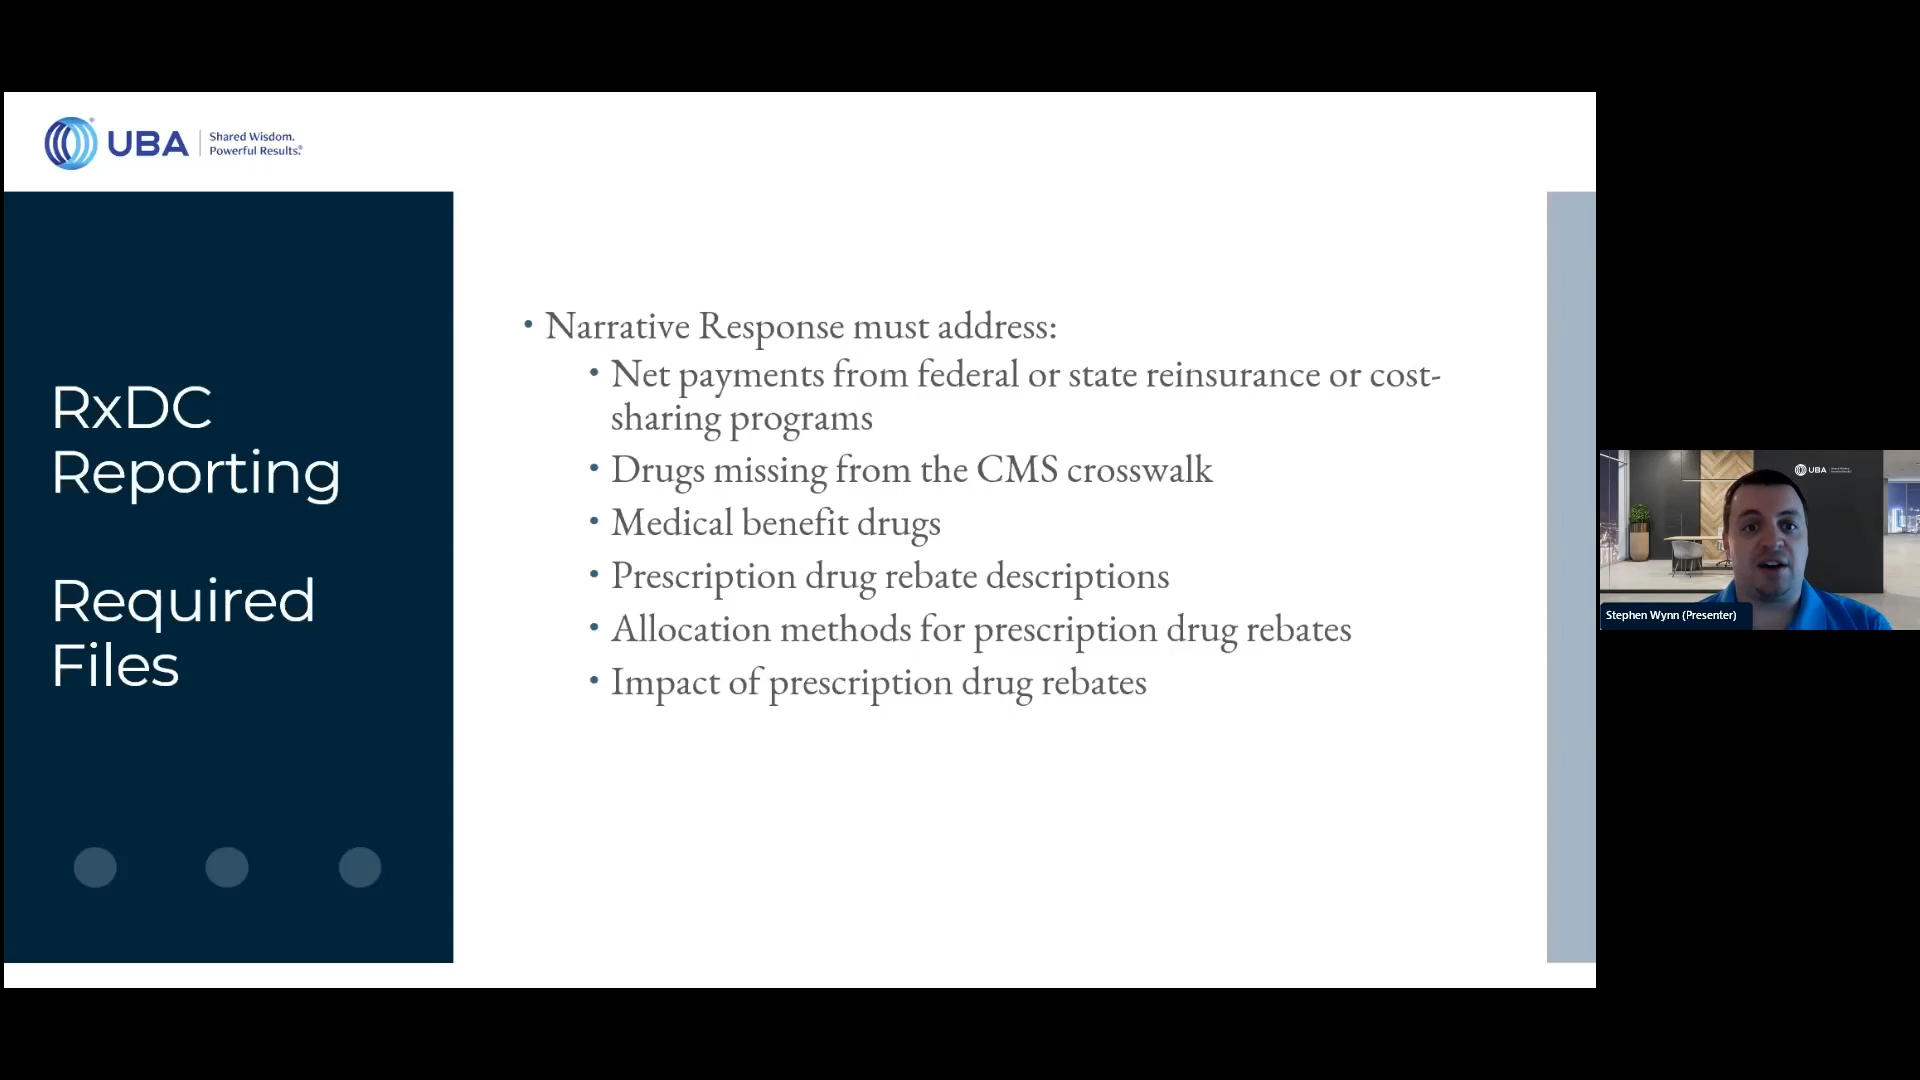 UBA
Shared Wisdom.
Powerful Results.®
RxDC
Reporting
Required
Files
• Narrative Response must address:
• Net payments from federal or state reinsurance or cost-
sharing programs
• Drugs missing from the CMS crosswalk
• Medical benefit drugs
• Prescription drug rebate descriptions
• Allocation methods for prescription drug rebates
• Impact of prescription drug rebates
UBA
Stephen Wynn (Presenter)